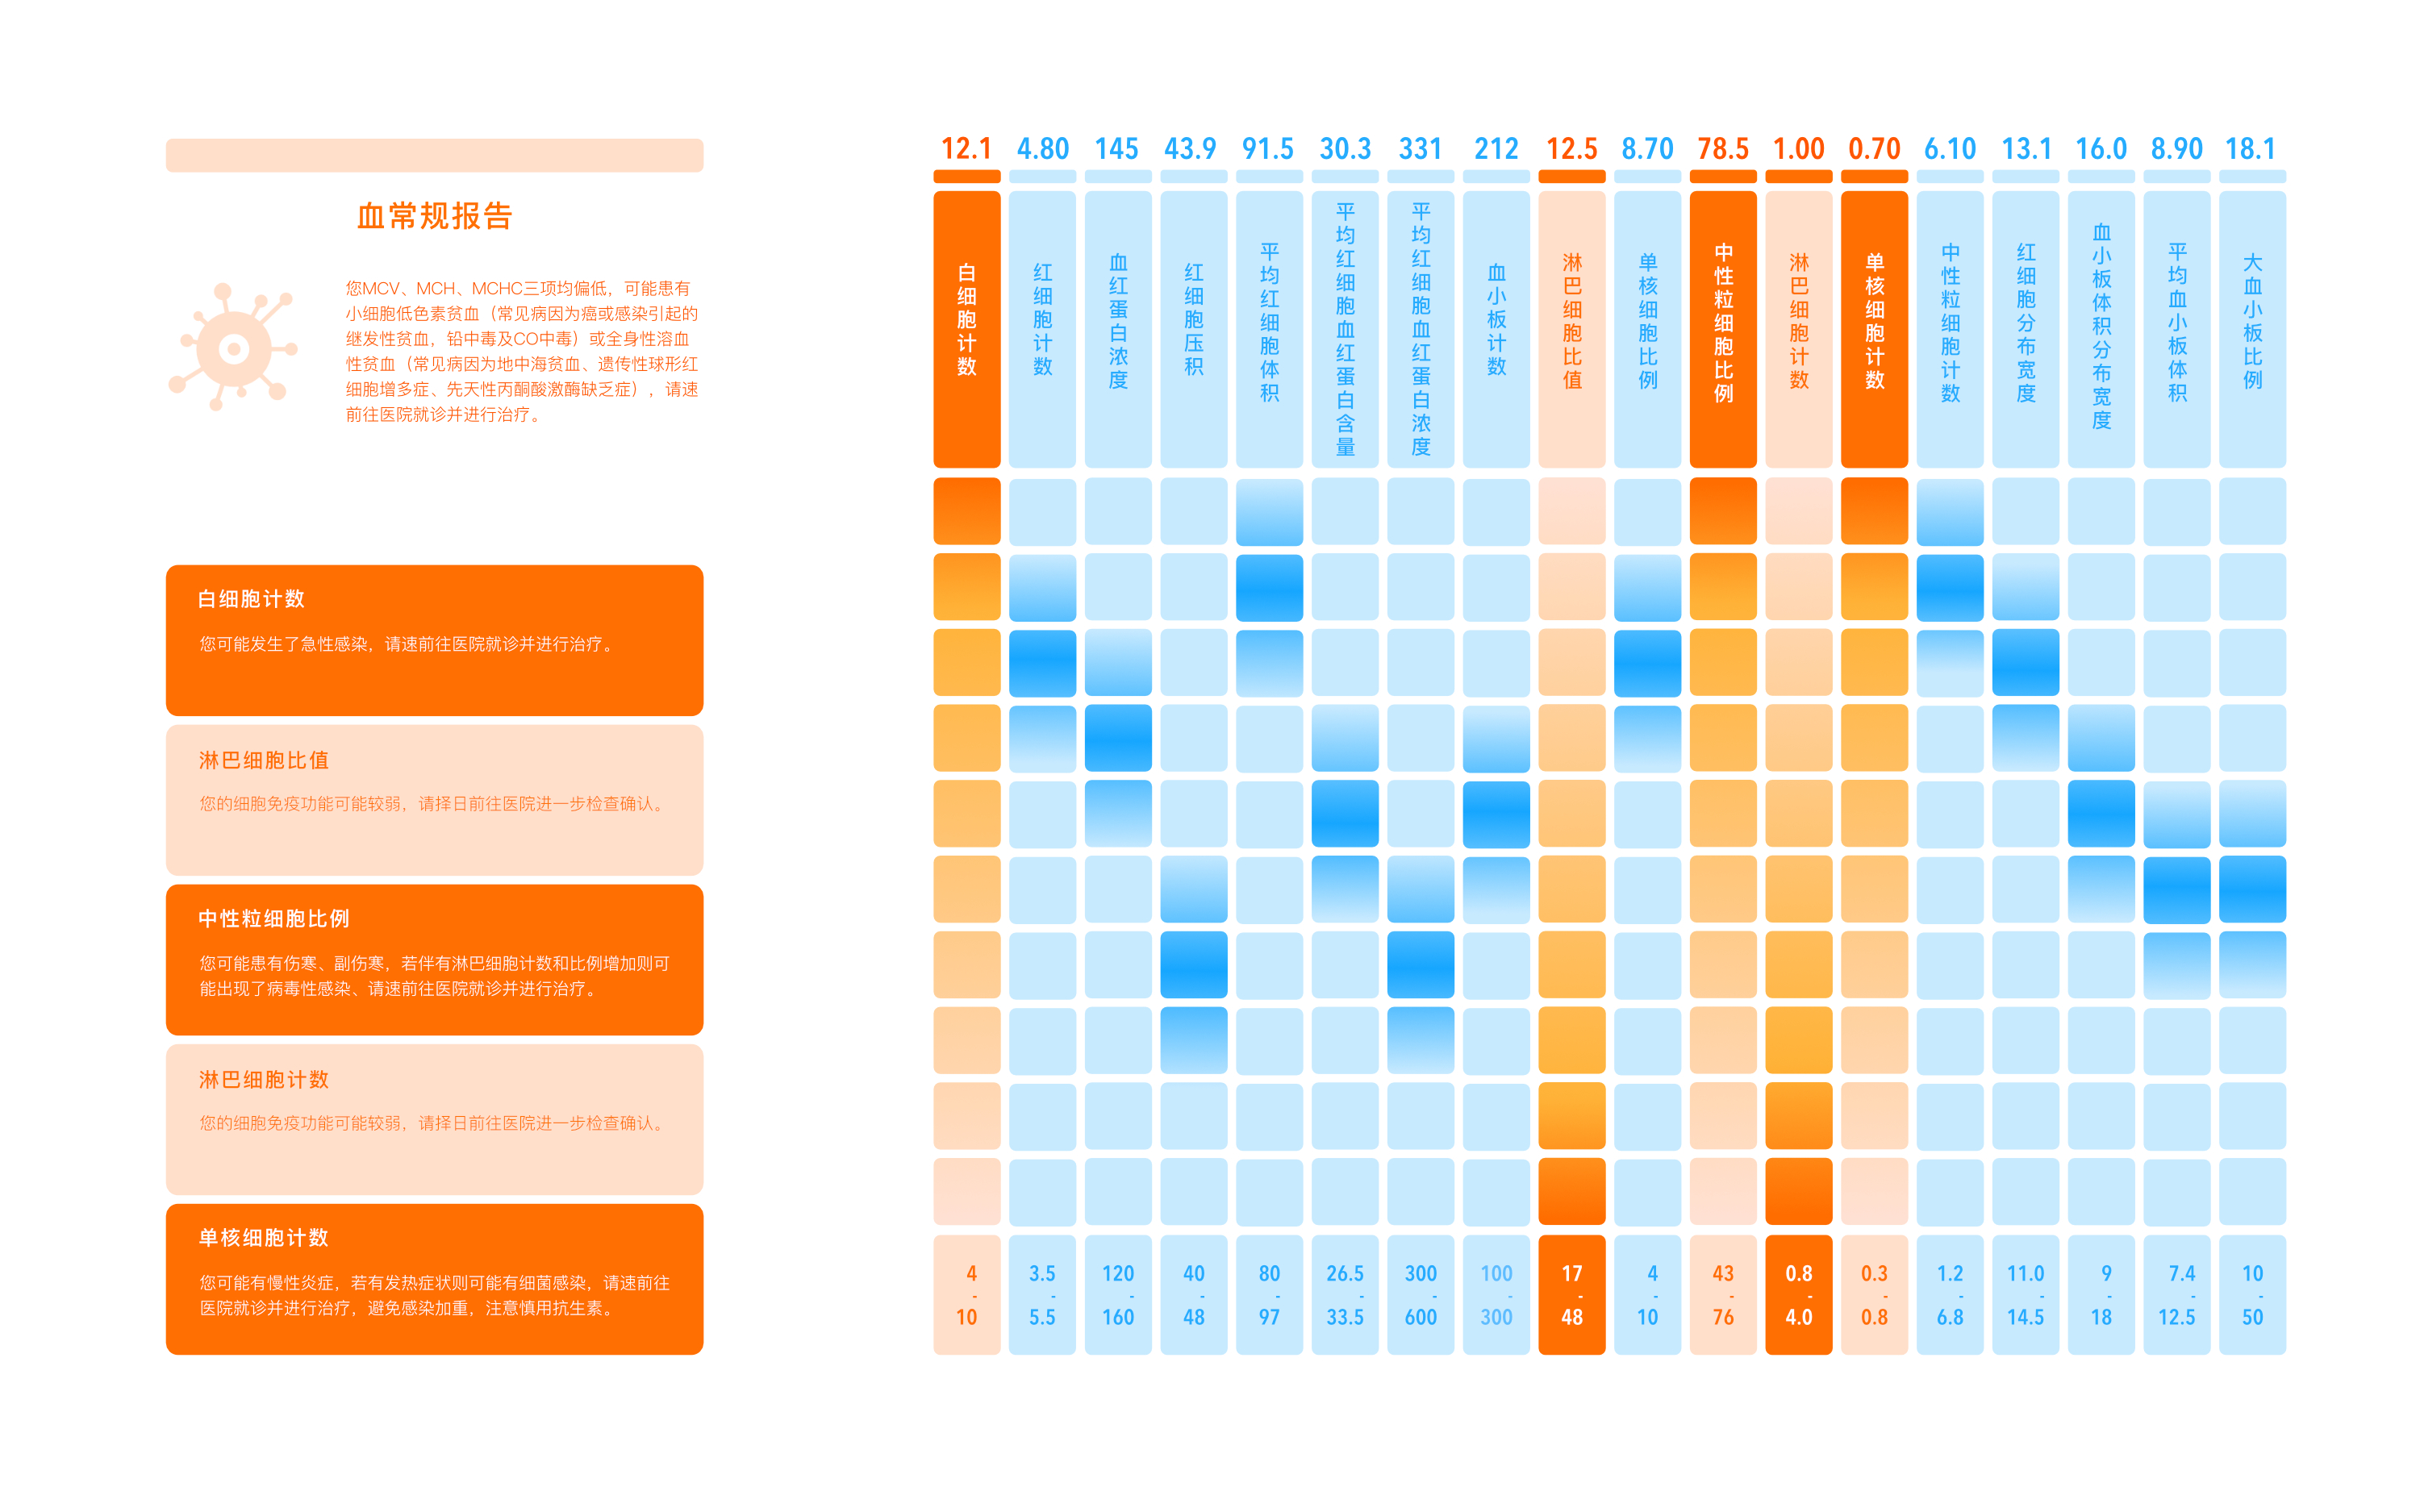 血常规报告
您MCV、MCH、MCHC三项均偏低，可能患有
小细胞低色素贫血（常见病因为癌或感染引起的
继发性贫血，铅中毒及CO中毒）或全身性溶血
性贫血（常见病因为地中海贫血、遗传性球形红
细胞增多症、先天性丙酮酸激酶缺乏症），请速
前往医院就诊并进行治疗。
白细胞计数
您可能发生了急性感染，请速前往医院就诊并进行治疗。
淋巴细胞比值
您的细胞免疫功能可能较弱，请择日前往医院进一步检查确认。
中性粒细胞比例
您可能患有伤寒、副伤寒，若伴有淋巴细胞计数和比例增加则可
能出现了病毒性感染、请速前往医院就诊并进行治疗。
淋巴细胞计数
您的细胞免疫功能可能较弱，请择日前往医院进一步检查确认。
单核细胞计数
您可能有慢性炎症，若有发热症状则可能有细菌感染，请速前往
医院就诊并进行治疗，避免感染加重，注意慎用抗生素。
12.1 4.80 145 43.9 91.5 30.3 331 212 12.5 8.70 78.5 1.00 0.70 6.10 13.1 16.0 8.90 18.1
白细胞计数
红细胞计数
血红蛋白浓度
红细胞压积
平均红细胞体积
平均红细胞血红蛋白含量
平均红细胞血红蛋白浓度
血小板计数
淋巴细胞比值
单核细胞比例
中性粒细胞比例
淋巴细胞计数
单核细胞计数
中性粒细胞计数
红细胞分布宽度
血小板体积分布宽度
平均血小板体积
大血小板比例
4 3.5 120 40 80 26.5 300 100 17 4 43 0.8 0.3 1.2 11.0 9 7.4 10
- - - - - - - - - - - - - - - - - -
10 5.5 160 48 97 33.5 600 300 48 10 76 4.0 0.8 6.8 14.5 18 12.5 50